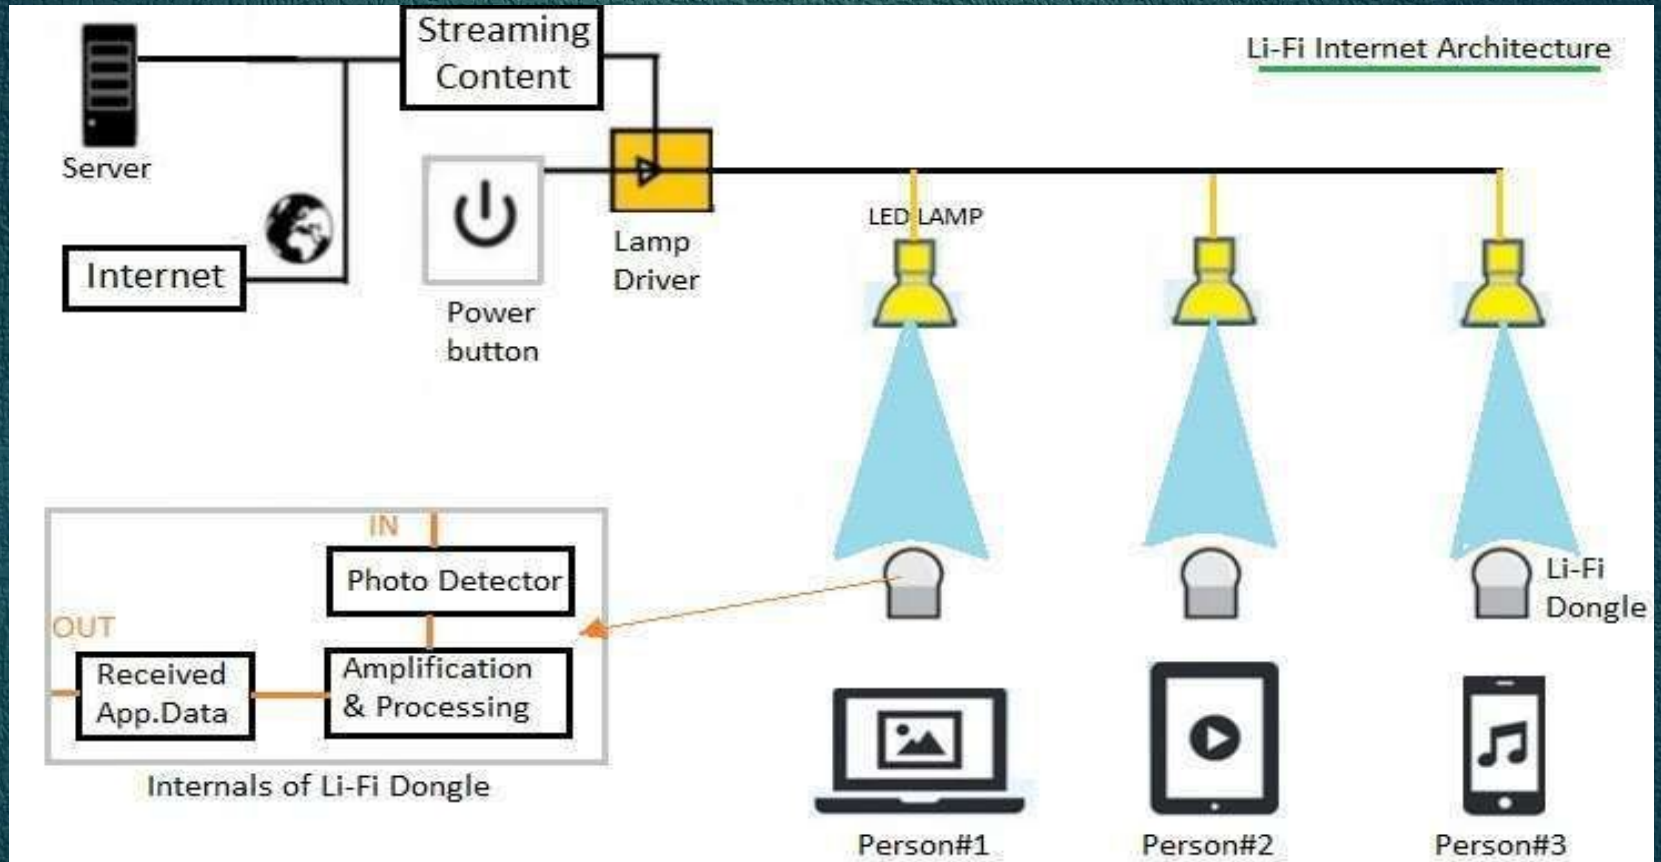 Streaming
Content
Li-Fi Internet Architecture
Server
Internet
Power
button
Lamp
Driver
LED LAMP
IN
Photo Detector
OUT
Received
App.Data
Amplification
& Processing
Internals of Li-Fi Dongle
Li-Fi
Dongle
Person#1
Person#2
Person#3